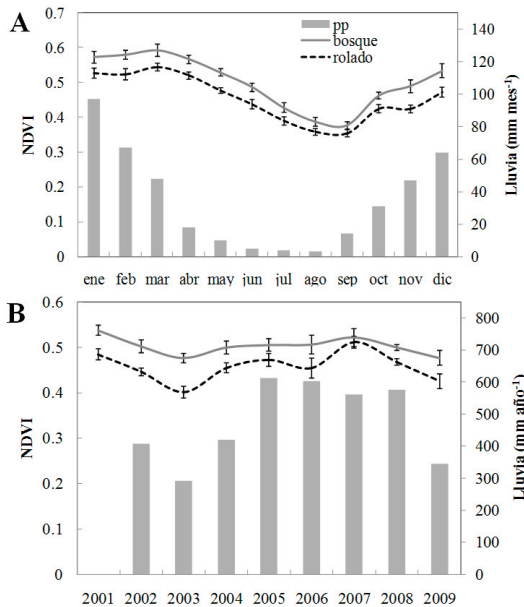 A
0.7
0.6
0.5
0.4
0.3
0.2
0.1
0
NDVI
pp
bosque
rolado
140
120
100
80
60
40
20
0
Lluvia (mm mes-1)
ene feb mar abr may jun jul ago sep oct nov dic
B
0.6
0.5
0.4
0.3
0.2
0.1
0
NDVI
800
700
600
500
400
300
200
100
0
Lluvia (mm año-1)
2001 2002 2003 2004 2005 2006 2007 2008 2009